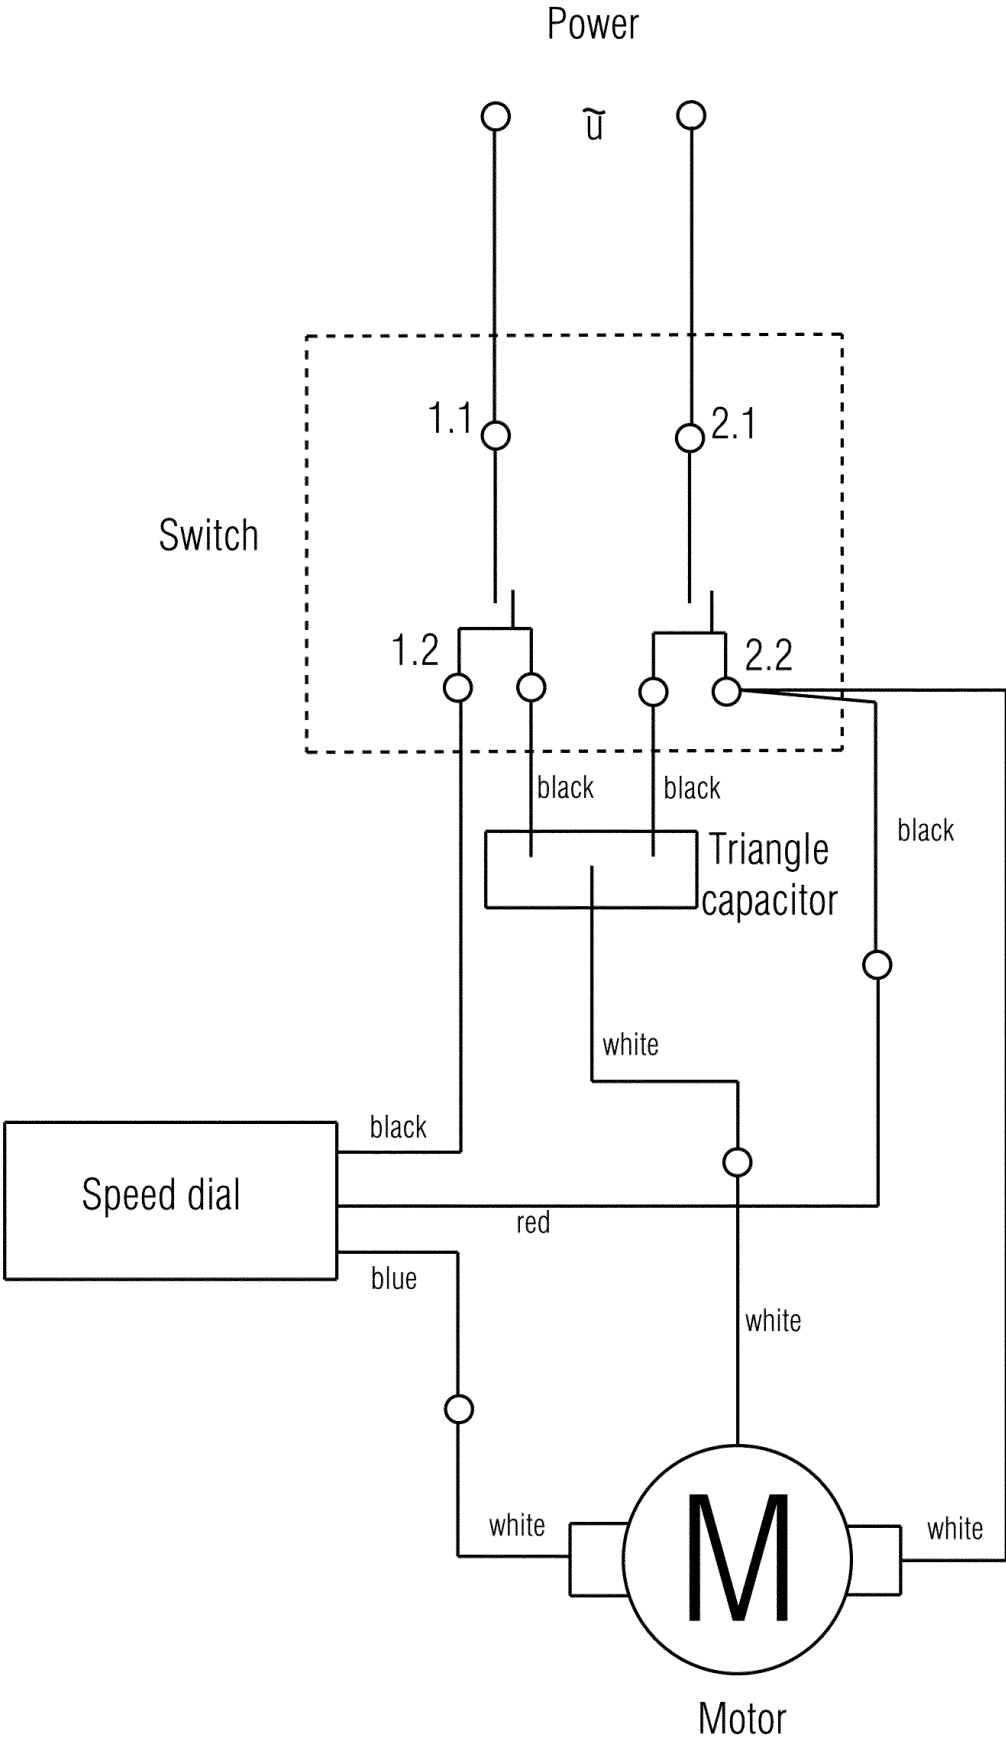 Power
ũ
1.1
2.1
Switch
1.2
2.2
black
black
Triangle
capacitor
black
white
black
Speed dial
red
blue
white
white
M
white
Motor